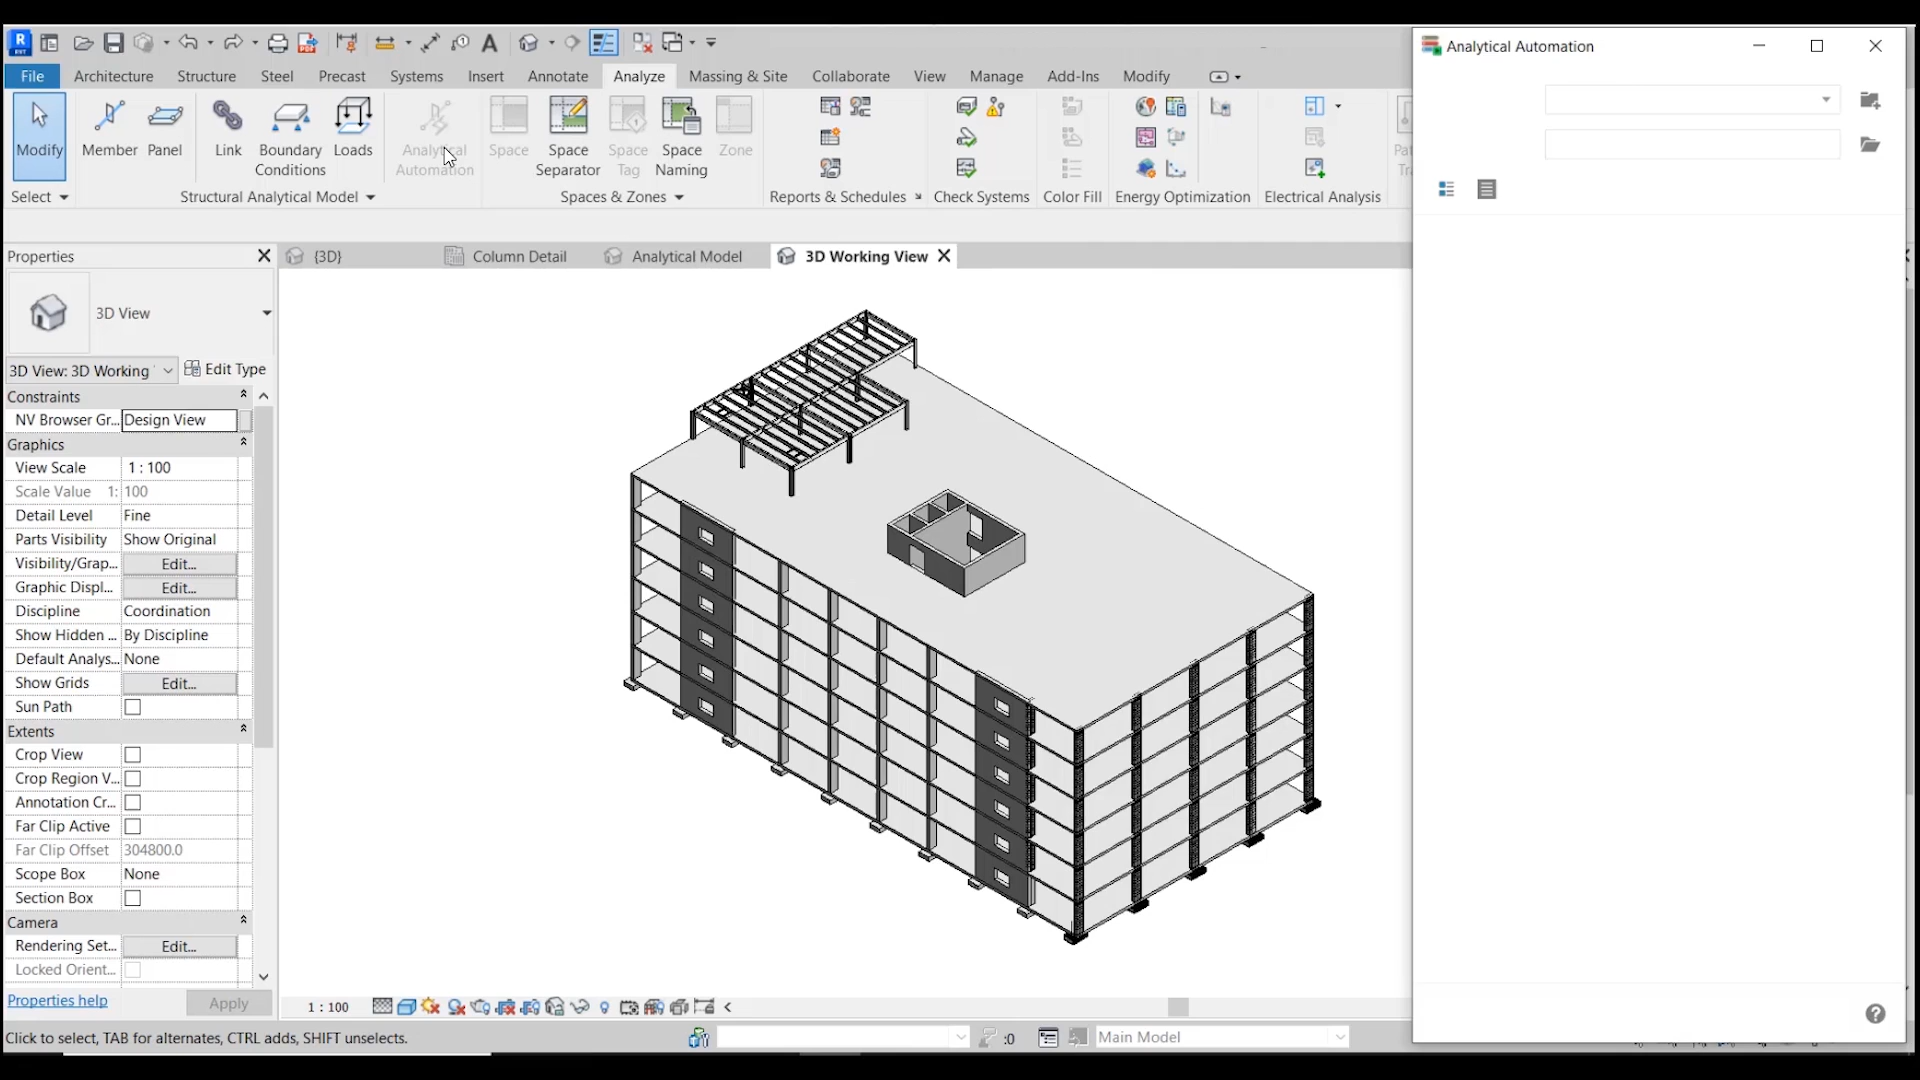 R
RVT
A
File Architecture Structure Steel Precast Systems Insert Annotate Analyze Massing & Site Collaborate View Manage Add-Ins Modify
Modify Member Panel Link Boundary Conditions Loads Analytical Automation Space Space Separator Space Tag Space Naming Zone
Select Structural Analytical Model Spaces & Zones Reports & Schedules Check Systems Color Fill Energy Optimization Electrical Analysis
Analytical Automation
Properties
{3D} Column Detail Analytical Model 3D Working View
3D View
3D View: 3D Working Edit Type
Constraints
NV Browser Gr... Design View
Graphics
View Scale 1 : 100
Scale Value 1: 100
Detail Level Fine
Parts Visibility Show Original
Visibility/Grap... Edit...
Graphic Displ... Edit...
Discipline Coordination
Show Hidden ... By Discipline
Default Analys... None
Show Grids Edit...
Sun Path
Extents
Crop View
Crop Region V...
Annotation Cr...
Far Clip Active
Far Clip Offset 304800.0
Scope Box None
Section Box
Camera
Rendering Set... Edit...
Locked Orient...
Properties help Apply
1 : 100
Click to select, TAB for alternates, CTRL adds, SHIFT unselects.
:0
Main Model